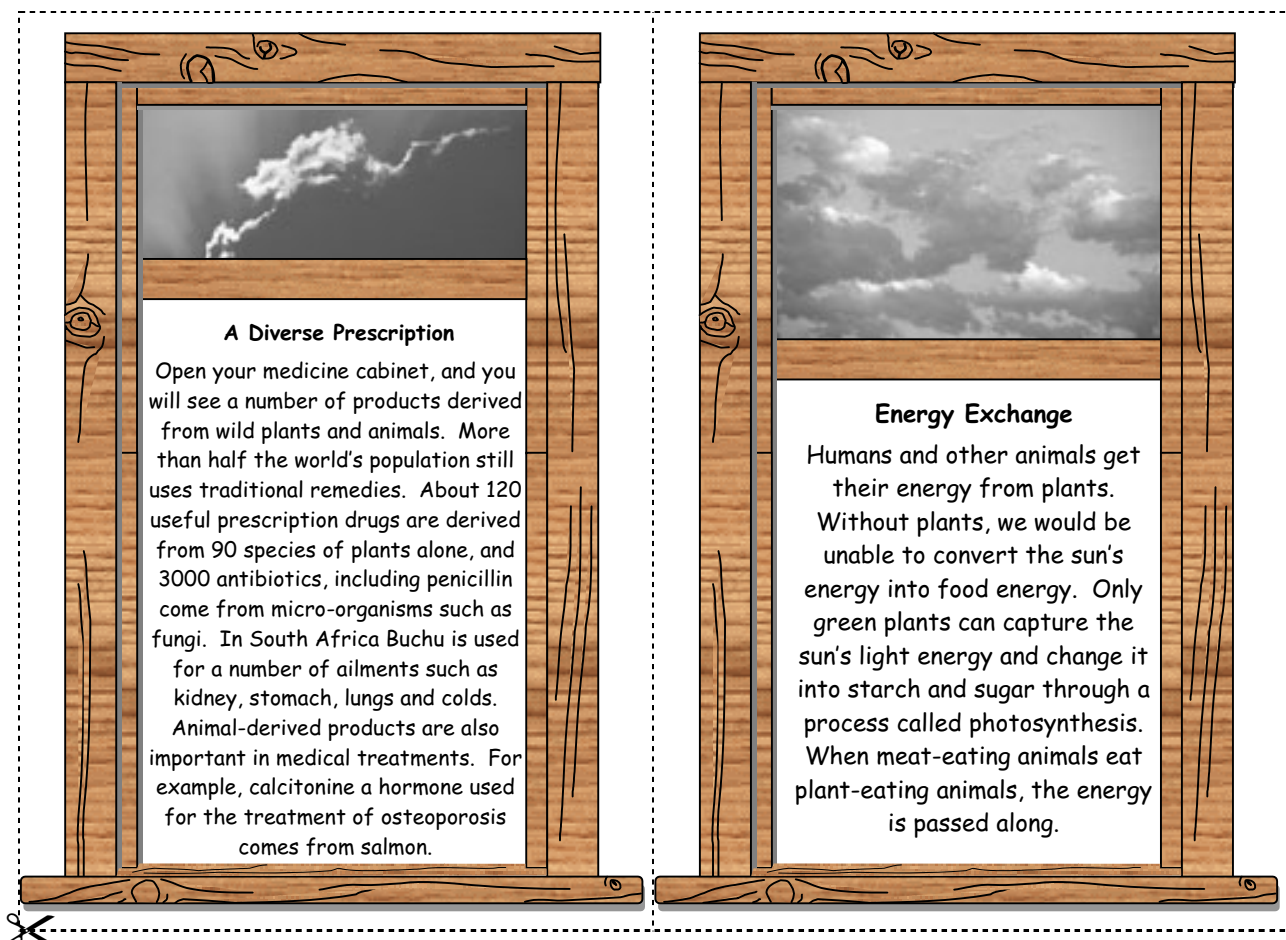 A Diverse Prescription
Open your medicine cabinet, and you
will see a number of products derived
from wild plants and animals.  More
than half the world's population still
uses traditional remedies.  About 120
useful prescription drugs are derived
from 90 species of plants alone, and
3000 antibiotics, including penicillin
come from micro-organisms such as
fungi.  In South Africa Buchu is used
for a number of ailments such as
kidney, stomach, lungs and colds.
Animal-derived products are also
important in medical treatments.  For
example, calcitonine a hormone used
for the treatment of osteoporosis
comes from salmon.
Energy Exchange
Humans and other animals get
their energy from plants.
Without plants, we would be
unable to convert the sun's
energy into food energy.  Only
green plants can capture the
sun's light energy and change it
into starch and sugar through a
process called photosynthesis.
When meat-eating animals eat
plant-eating animals, the energy
is passed along.